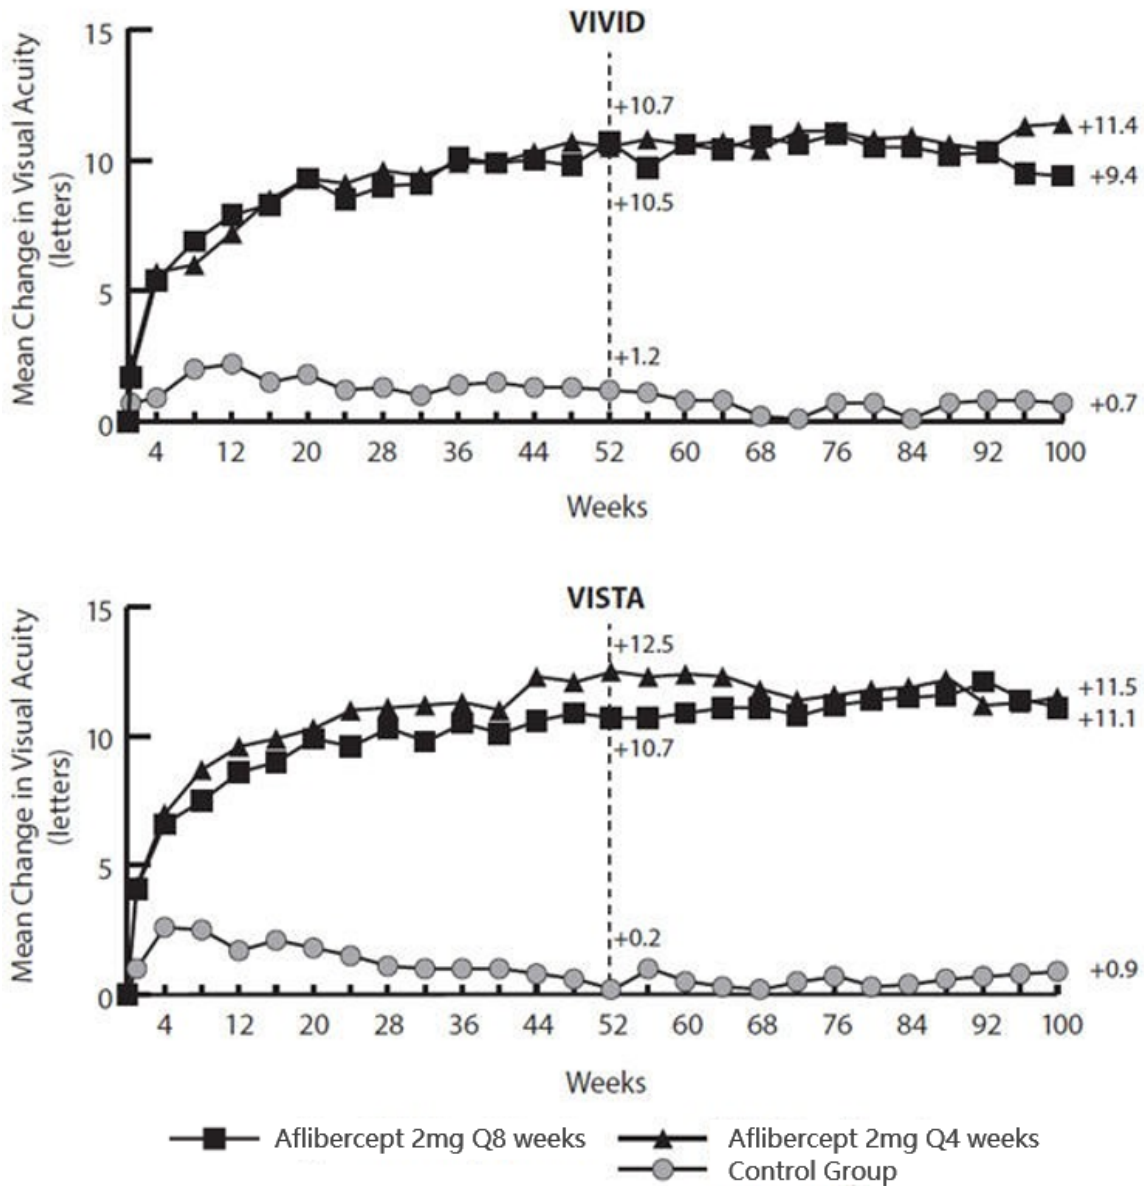 VIVID
Mean Change in Visual Acuity
(letters)
15
10
5
0
+10.7
+10.5
+1.2
+11.4
+9.4
+0.7
4 12 20 28 36 44 52 60 68 76 84 92 100
Weeks
VISTA
Mean Change in Visual Acuity
(letters)
15
10
5
0
+12.5
+10.7
+0.2
+11.5
+11.1
+0.9
4 12 20 28 36 44 52 60 68 76 84 92 100
Weeks
Aflibercept 2mg Q8 weeks
Aflibercept 2mg Q4 weeks
Control Group